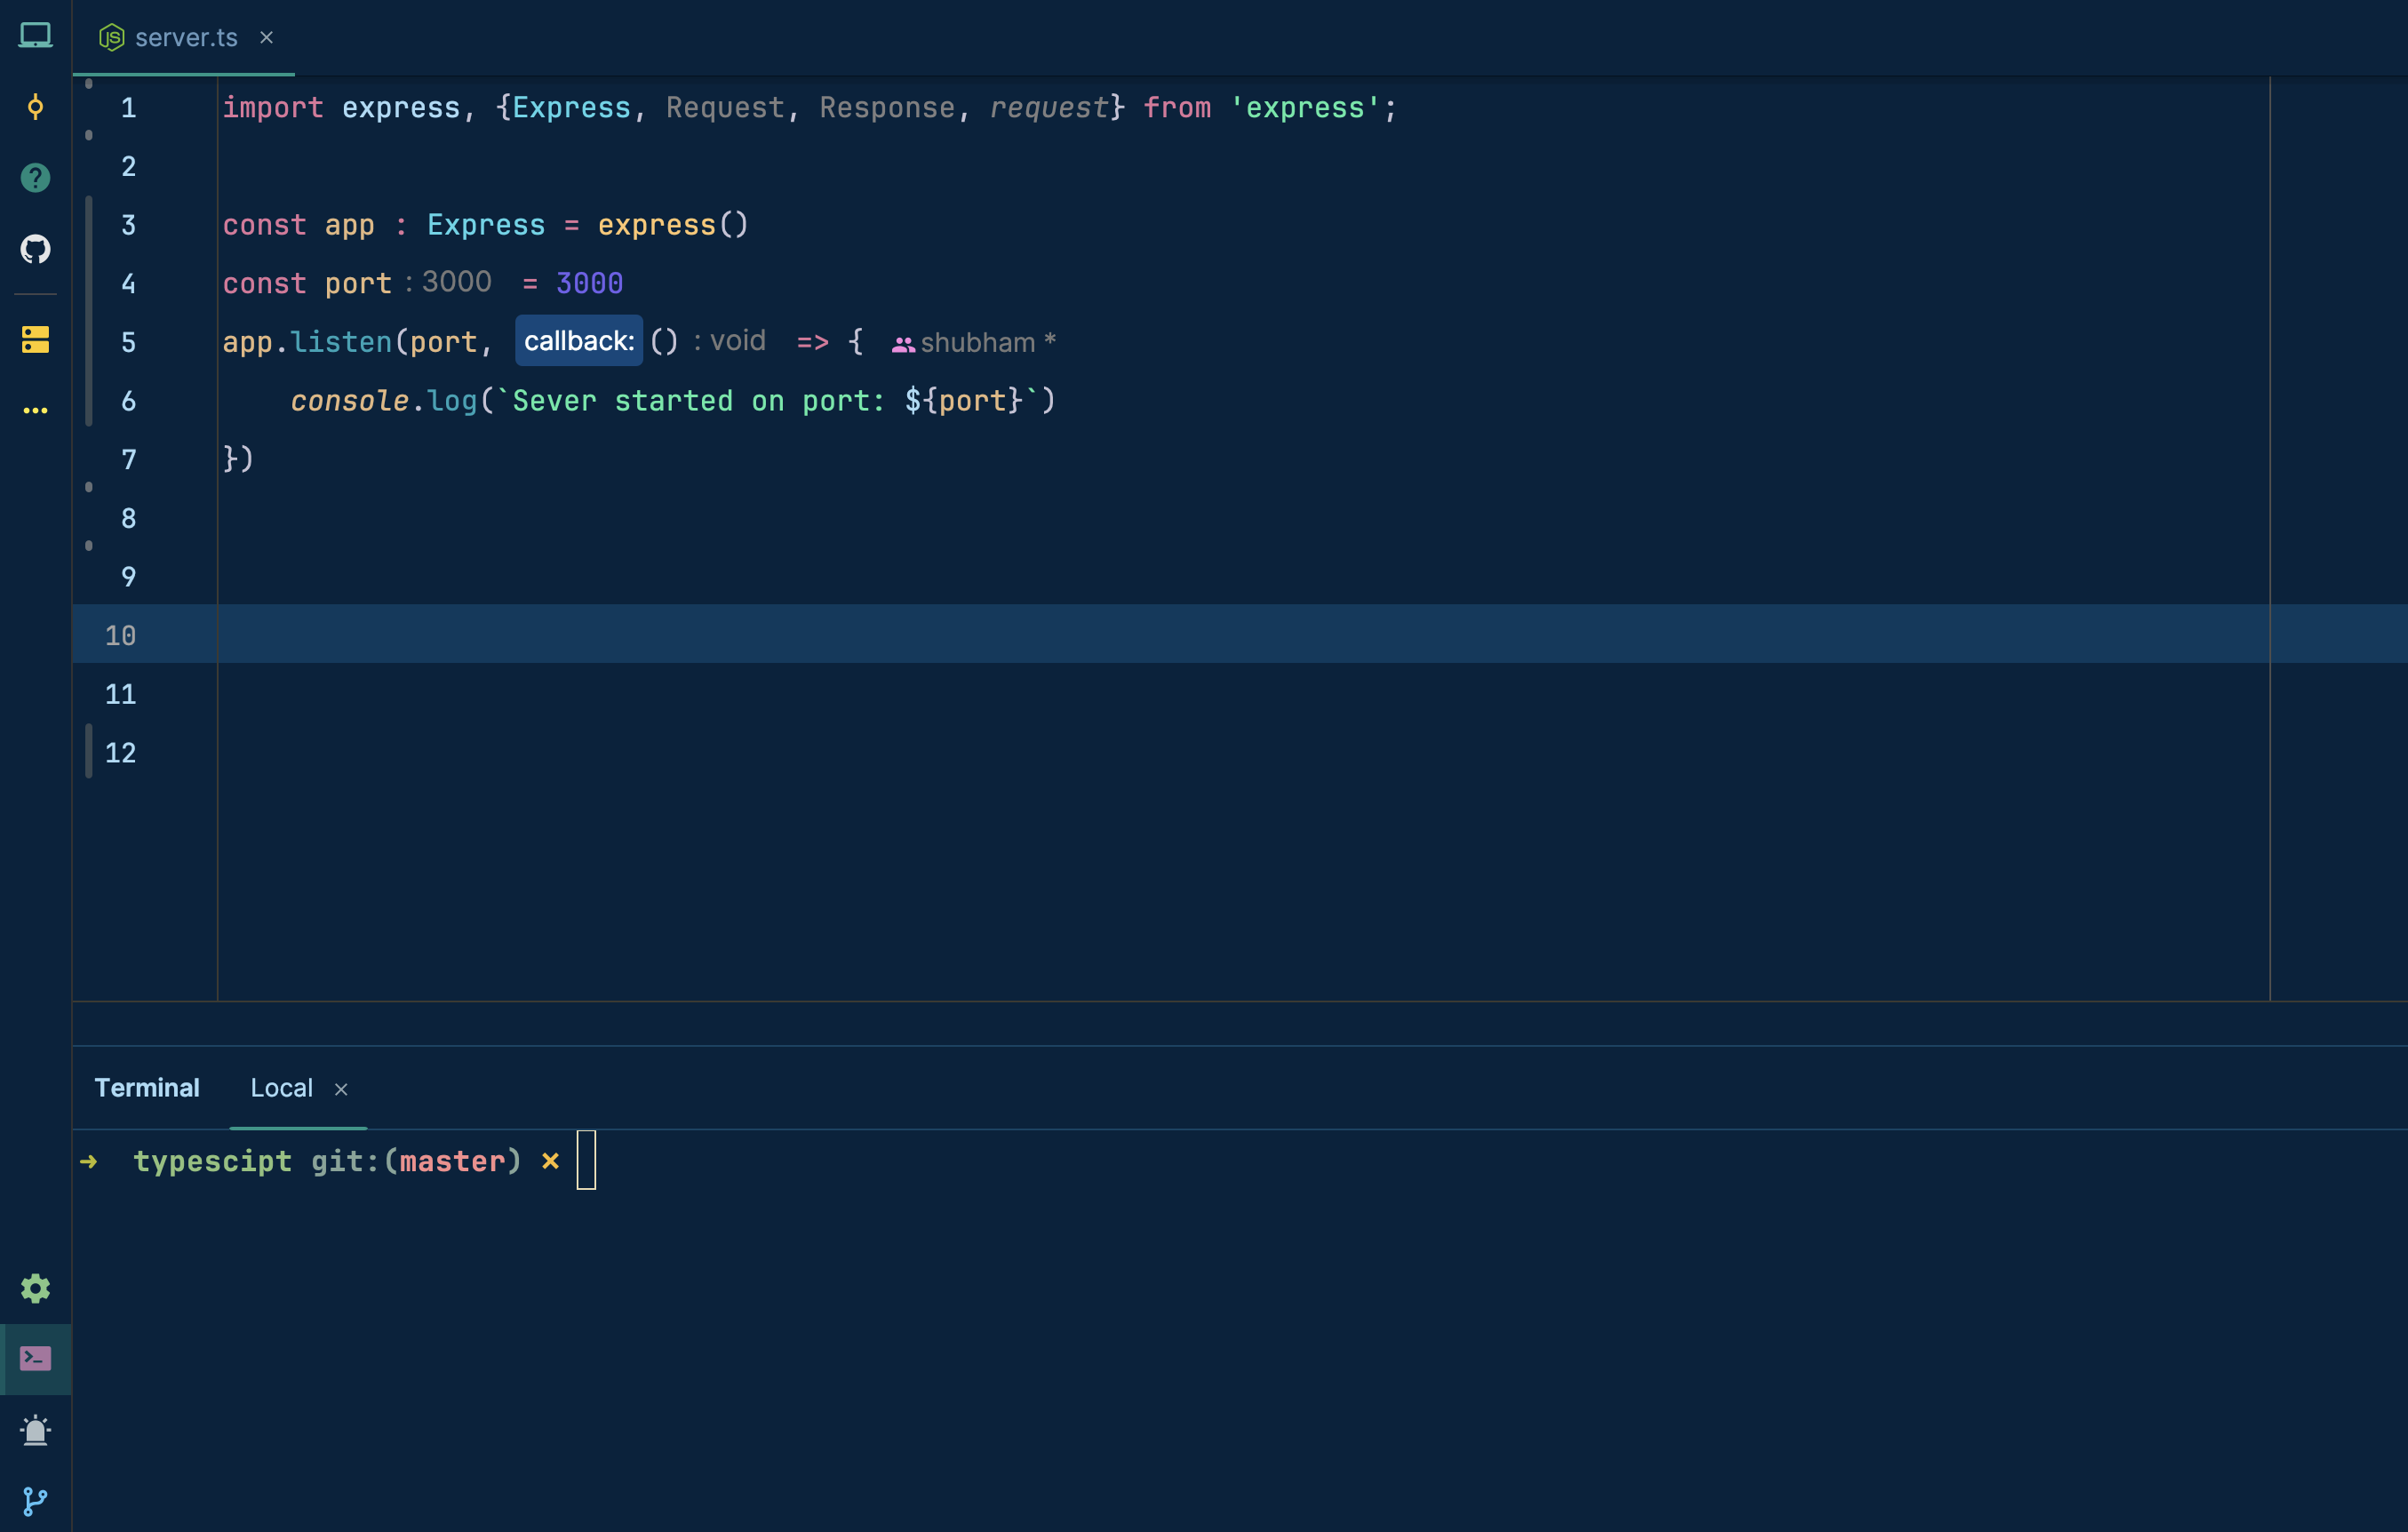 JS server.ts ×
1 import express, {Express, Request, Response, request} from 'express';
2
3 const app : Express = express()
4 const port : 3000 = 3000
5 app.listen(port, callback: () : void => { shubham *
6     console.log(`Sever started on port: ${port}`)
7 })
8
9
10
11
12
Terminal Local ×
→ typescipt git:(master) ×